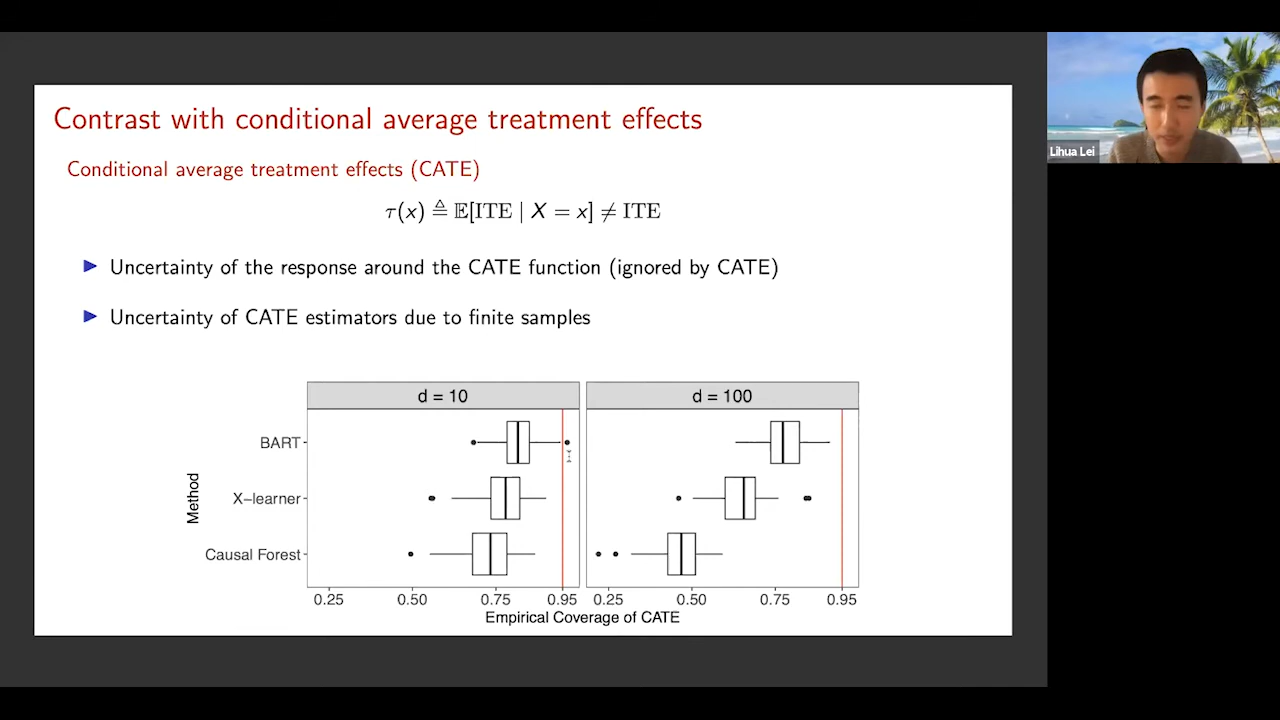 Contrast with conditional average treatment effects
Lihua Lei
Conditional average treatment effects (CATE)
τ(x) ≜ 𝔼[ITE | X = x] ≠ ITE
▶ Uncertainty of the response around the CATE function (ignored by CATE)
▶ Uncertainty of CATE estimators due to finite samples
d = 10 d = 100
BART
X−learner
Causal Forest
Method
0.25 0.50 0.75 0.95 0.25 0.50 0.75 0.95
Empirical Coverage of CATE